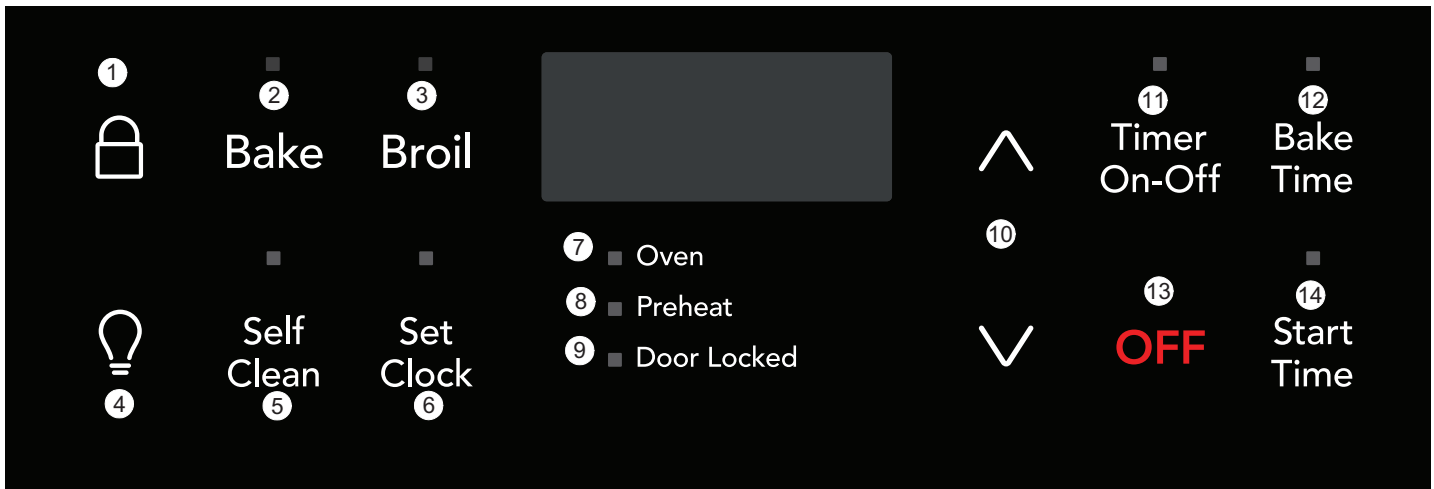 1
2
Bake
3
Broil
4
Self
Clean
5
Set
Clock
6
7
Oven
8
Preheat
9
Door Locked
10
11
Timer
On-Off
12
Bake
Time
13
OFF
14
Start
Time